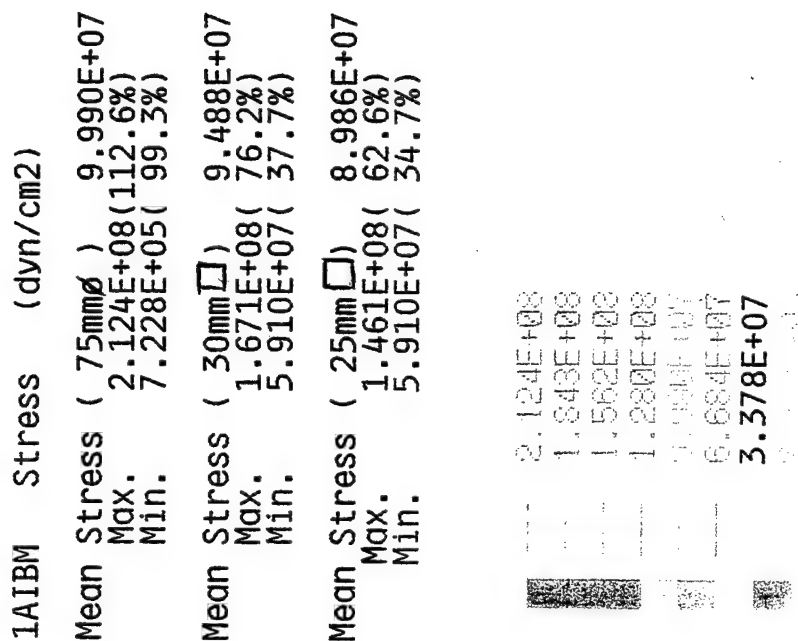 1AIBM Stress (dyn/cm2)
Mean Stress ( 75mmø ) 9.990E+07
Max. 2.124E+08(112.6%)
Min. 7.228E+05( 99.3%)
Mean Stress ( 30mm□) 9.488E+07
Max. 1.671E+08( 76.2%)
Min. 5.910E+07( 37.7%)
Mean Stress ( 25mm□) 8.986E+07
Max. 1.461E+08( 62.6%)
Min. 5.910E+07( 34.7%)
2.124E+08
1.843E+08
1.562E+08
1.280E+08
6.684E+07
3.378E+07